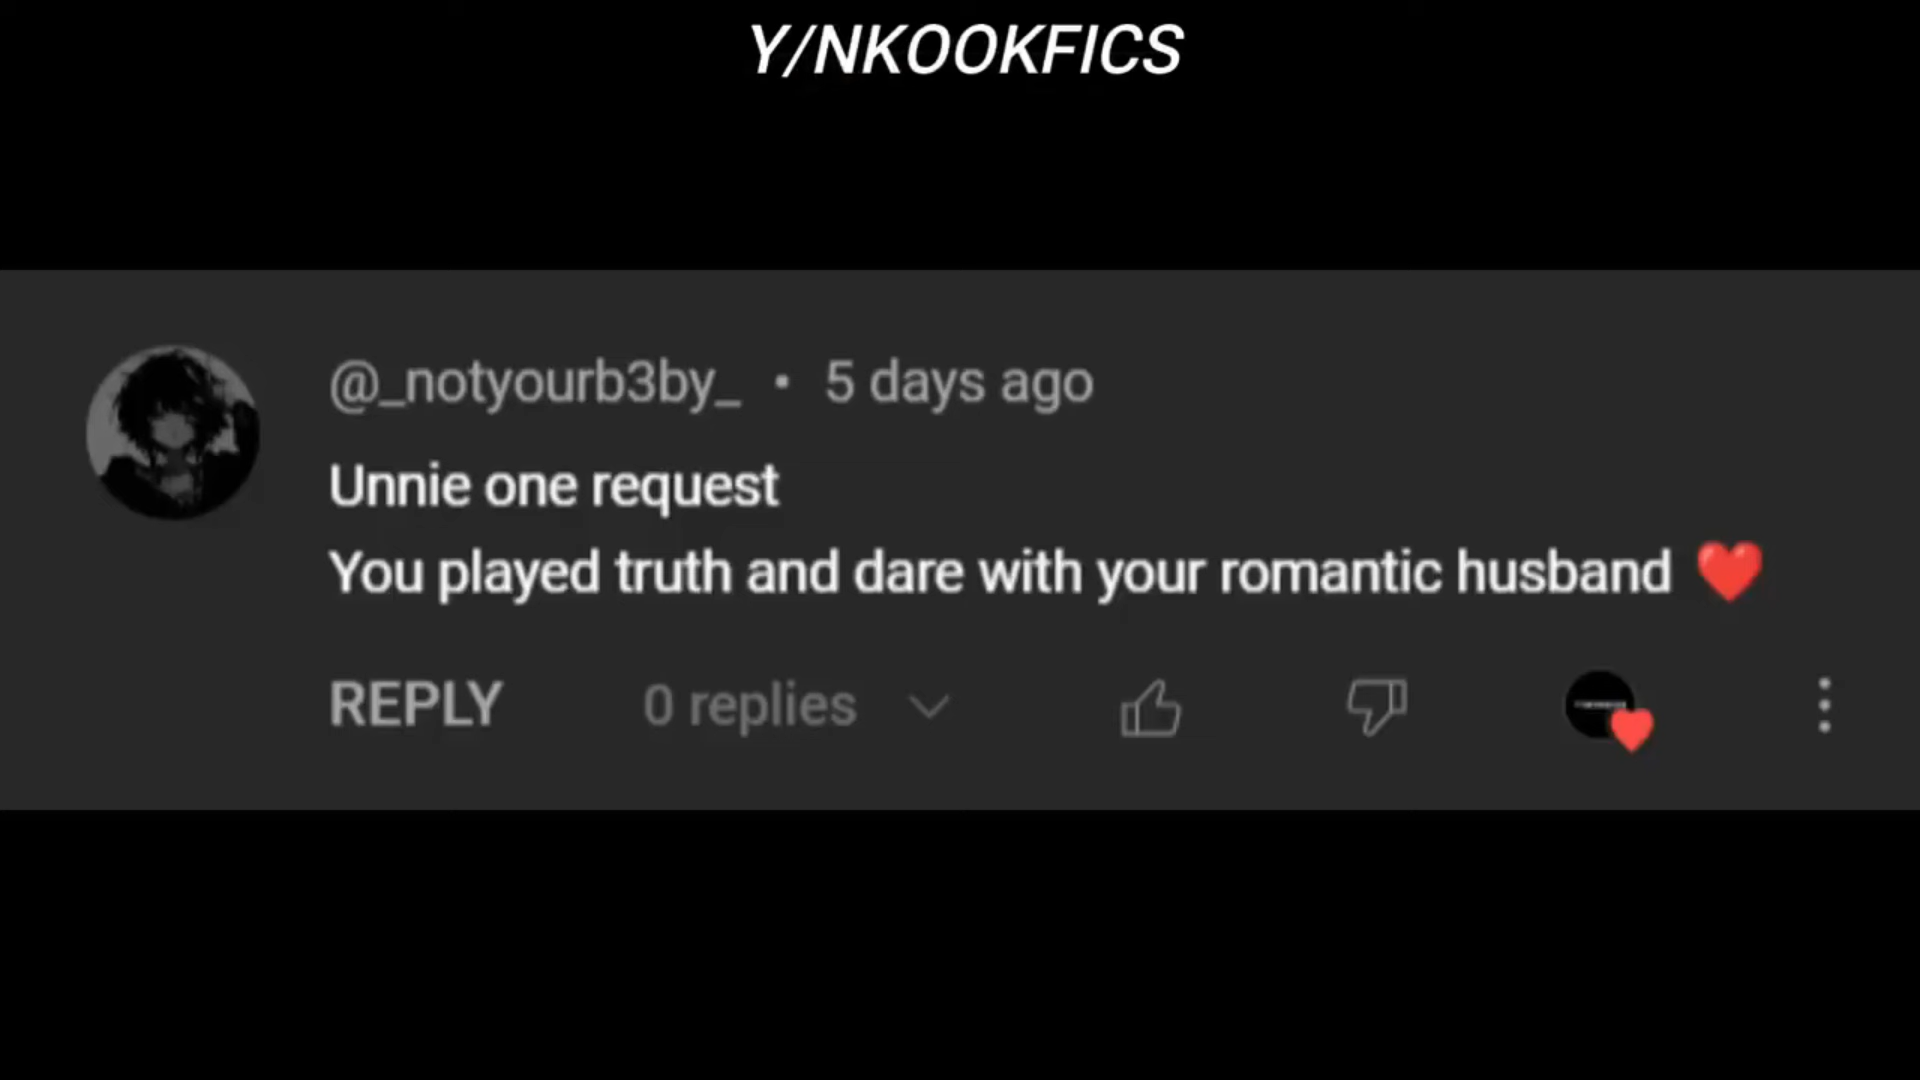 Y/NKOOKFICS
@_notyourb3by_ • 5 days ago
Unnie one request
You played truth and dare with your romantic husband ❤️
REPLY 0 replies